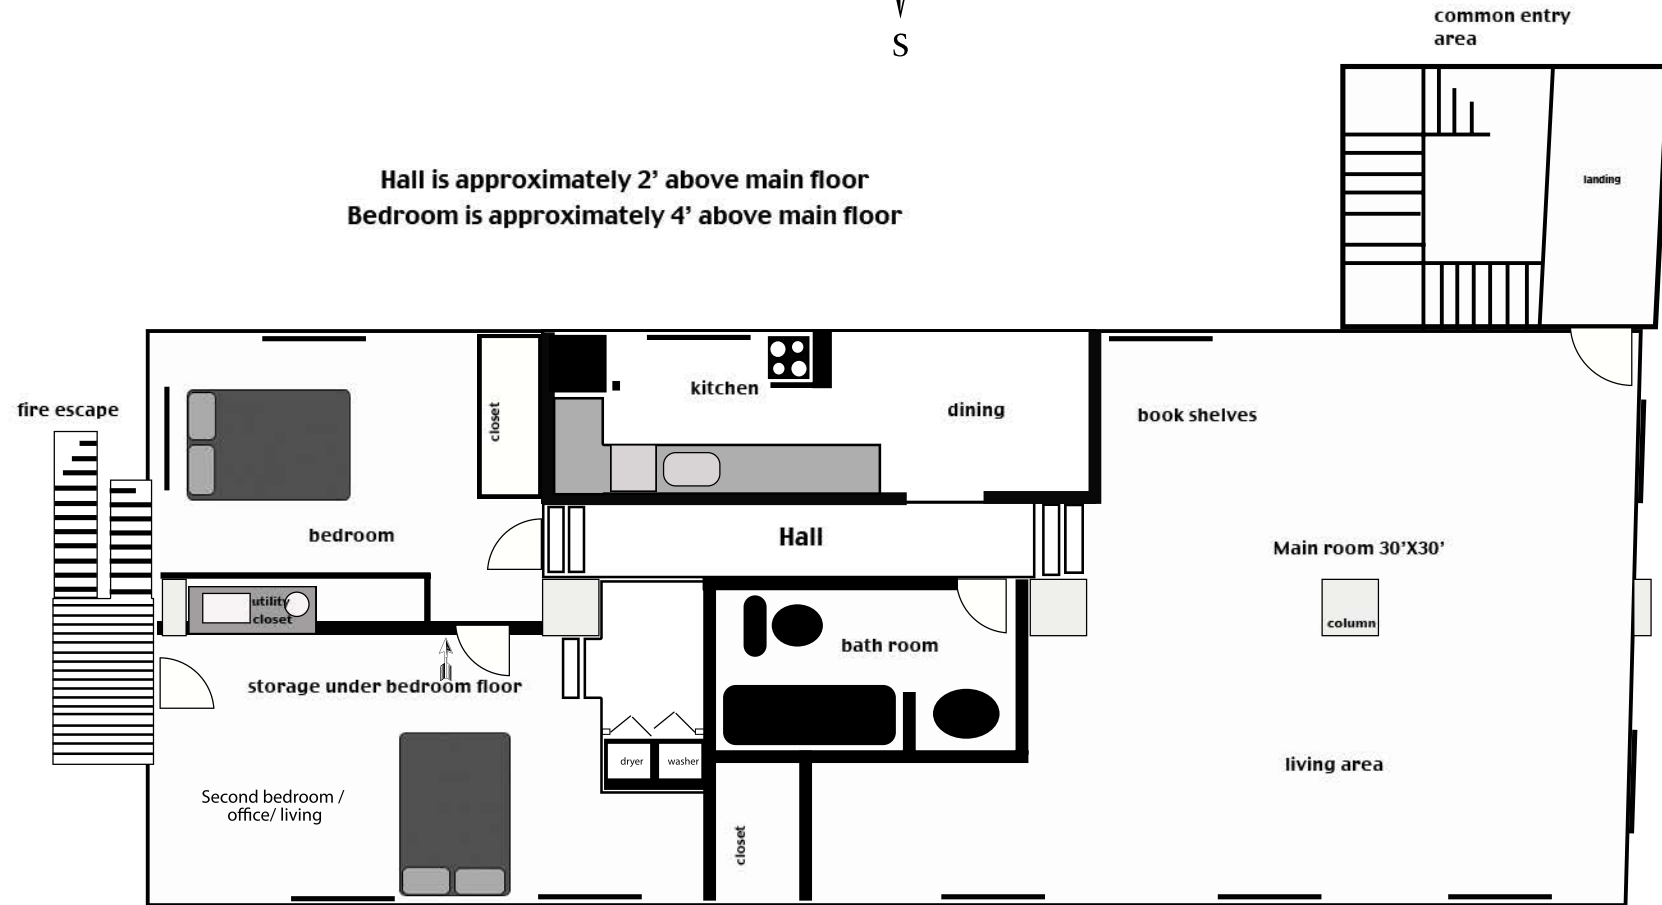 S
common entry
area
landing
Hall is approximately 2’ above main floor
Bedroom is approximately 4’ above main floor
fire escape
closet
kitchen
dining
book shelves
bedroom
Hall
Main room 30’X30’
utility
closet
column
bath room
storage under bedroom floor
dryer
washer
living area
Second bedroom /
office/ living
closet